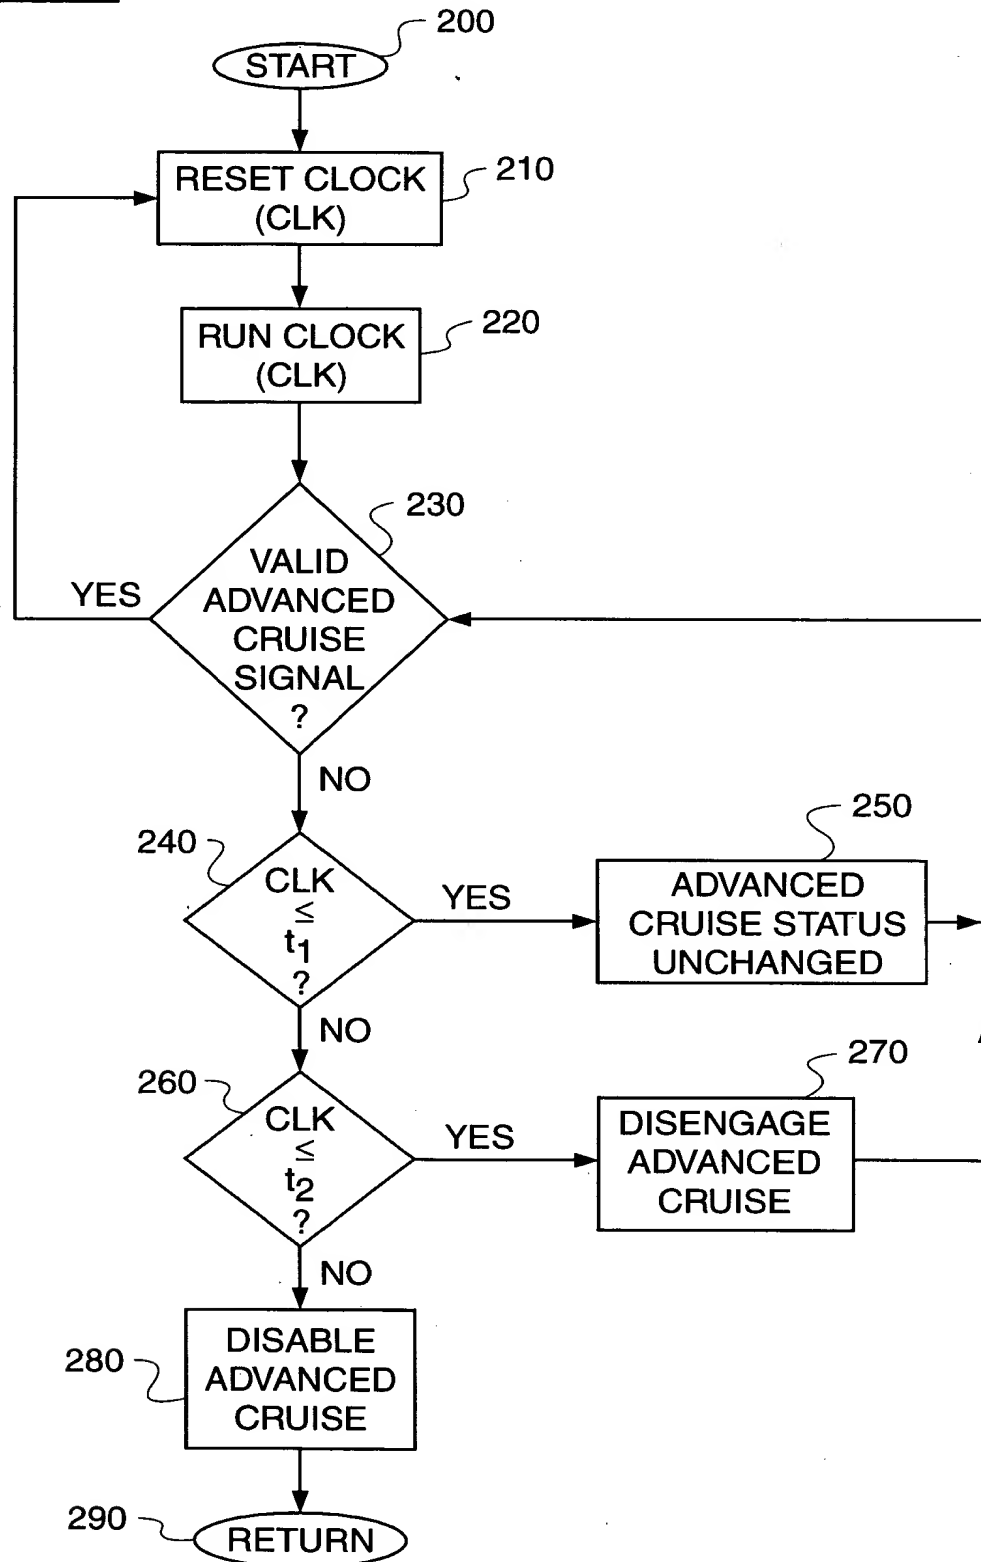 200
START
RESET CLOCK
(CLK)
210
RUN CLOCK
(CLK)
220
230
VALID
ADVANCED
CRUISE
SIGNAL
?
YES
NO
240
CLK
≤
t1
?
YES
250
ADVANCED
CRUISE STATUS
UNCHANGED
NO
260
CLK
≤
t2
?
YES
270
DISENGAGE
ADVANCED
CRUISE
NO
280
DISABLE
ADVANCED
CRUISE
290
RETURN